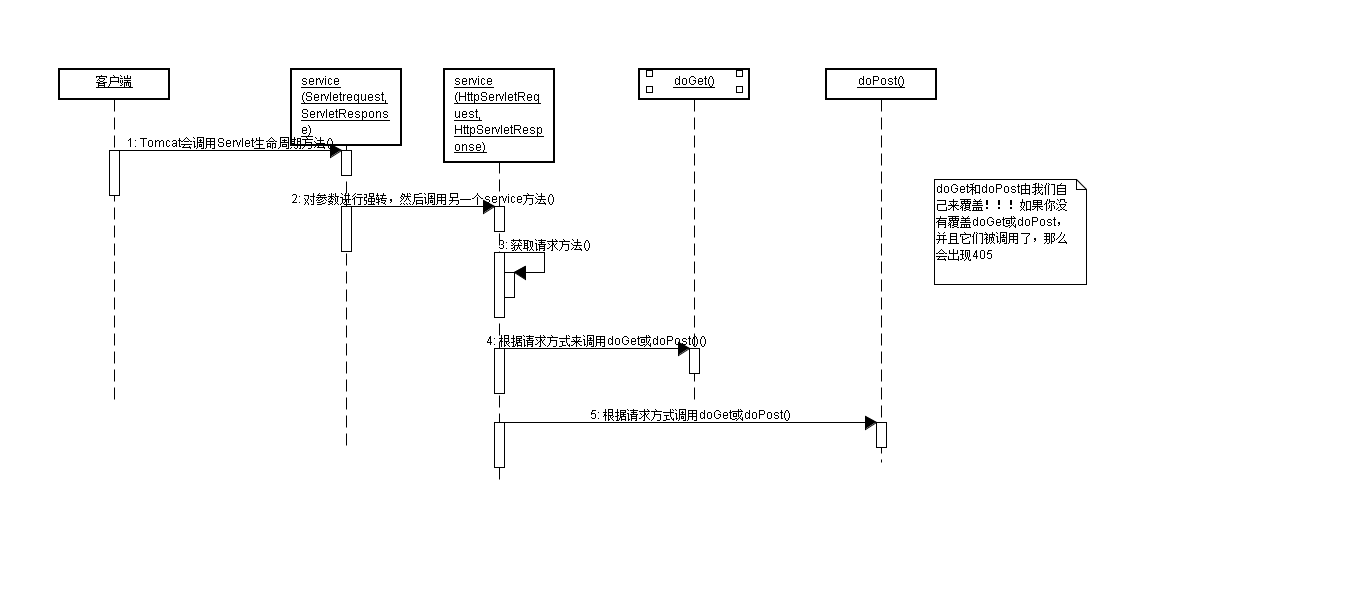 客户端
service
(Servletrequest,
ServletRespons
e)
service
(HttpServletReq
uest,
HttpServletResp
onse)
doGet()
doPost()
1: Tomcat会调用Servlet生命周期方法()
2: 对参数进行强转，然后调用另一个service方法()
3: 获取请求方法()
4: 根据请求方式来调用doGet或doPost()()
5: 根据请求方式调用doGet或doPost()
doGet和doPost由我们自
己来覆盖！！！如果你没
有覆盖doGet或doPost，
并且它们被调用了，那么
会出现405